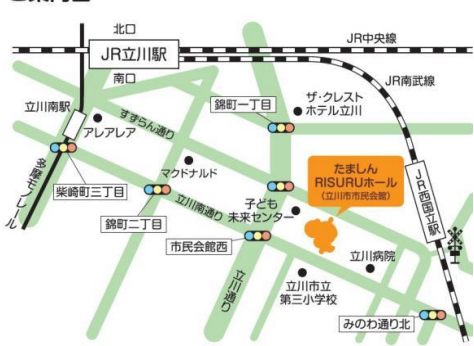 北口
JR立川駅
南口
JR中央線
JR南武線
立川南駅
アレアレア
すずらん通り
錦町一丁目
ザ・クレスト
ホテル立川
多摩モノレール
柴崎町三丁目
マクドナルド
錦町二丁目
立川南通り
子ども
未来センター
たましん
RISURUホール
(立川市市民会館)
JR西国立駅
市民会館西
立川通り
立川市立
第三小学校
立川病院
みのわ通り北